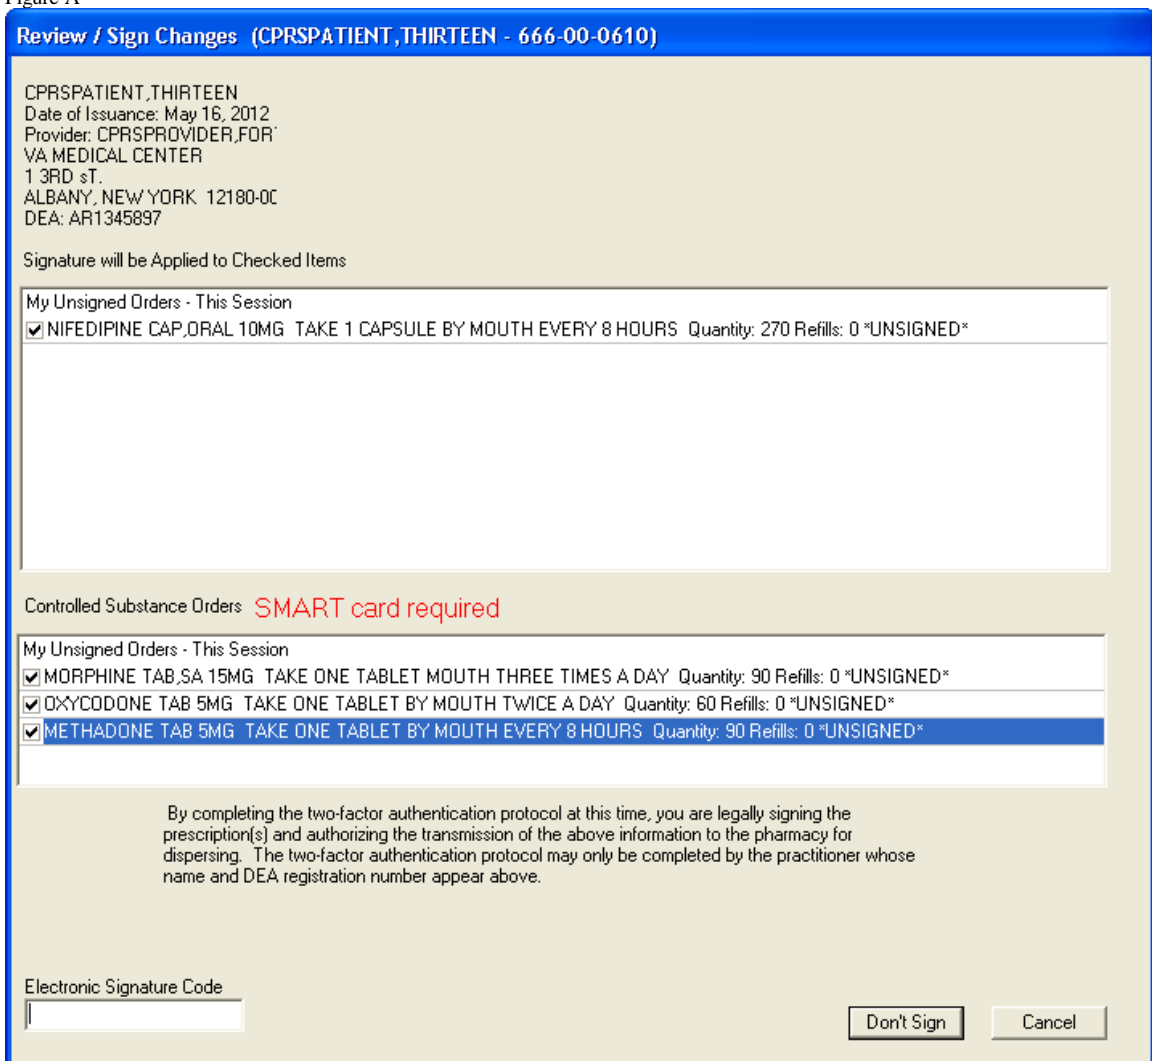 Figure A
Review / Sign Changes (CPRSPATIENT,THIRTEEN - 666-00-0610)
CPRSPATIENT,THIRTEEN
Date of Issuance: May 16, 2012
Provider: CPRSPROVIDER,FOR
VA MEDICAL CENTER
1 3RD sT.
ALBANY, NEW YORK 12180-0C
DEA: AR1345897
Signature will be Applied to Checked Items
My Unsigned Orders - This Session
NIFEDIPINE CAP,ORAL 10MG TAKE 1 CAPSULE BY MOUTH EVERY 8 HOURS Quantity: 270 Refills: 0 *UNSIGNED*
Controlled Substance Orders SMART card required
My Unsigned Orders - This Session
MORPHINE TAB,SA 15MG TAKE ONE TABLET MOUTH THREE TIMES A DAY Quantity: 90 Refills: 0 *UNSIGNED*
OXYCODONE TAB 5MG TAKE ONE TABLET BY MOUTH TWICE A DAY Quantity: 60 Refills: 0 *UNSIGNED*
METHADONE TAB 5MG TAKE ONE TABLET BY MOUTH EVERY 8 HOURS Quantity: 90 Refills: 0 *UNSIGNED*
By completing the two-factor authentication protocol at this time, you are legally signing the
prescription(s) and authorizing the transmission of the above information to the pharmacy for
dispersing. The two-factor authentication protocol may only be completed by the practitioner whose
name and DEA registration number appear above.
Electronic Signature Code
Don't Sign
Cancel